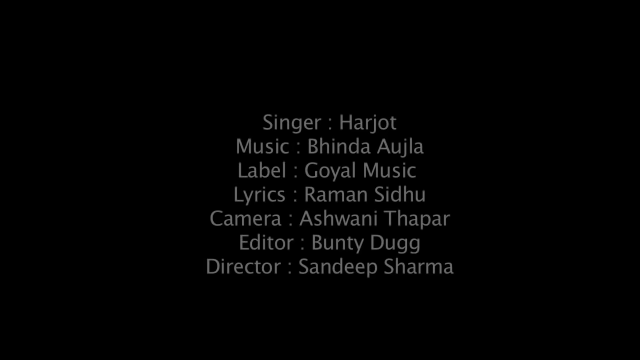 Singer : Harjot
Music : Bhinda Aujla
Label : Goyal Music
Lyrics : Raman Sidhu
Camera : Ashwani Thapar
Editor : Bunty Dugg
Director : Sandeep Sharma